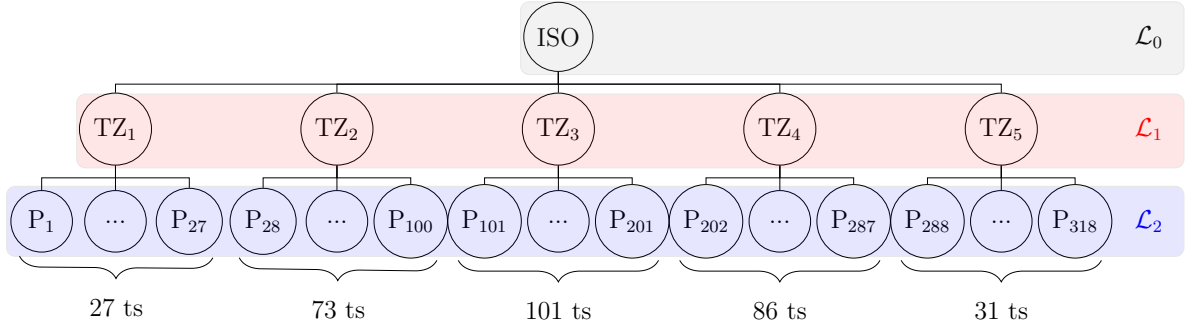 ISO L₀
TZ₁ TZ₂ TZ₃ TZ₄ TZ₅ L₁
P₁ ... P₂₇ P₂₈ ... P₁₀₀ P₁₀₁ ... P₂₀₁ P₂₀₂ ... P₂₈₇ P₂₈₈ ... P₃₁₈ L₂
27 ts 73 ts 101 ts 86 ts 31 ts